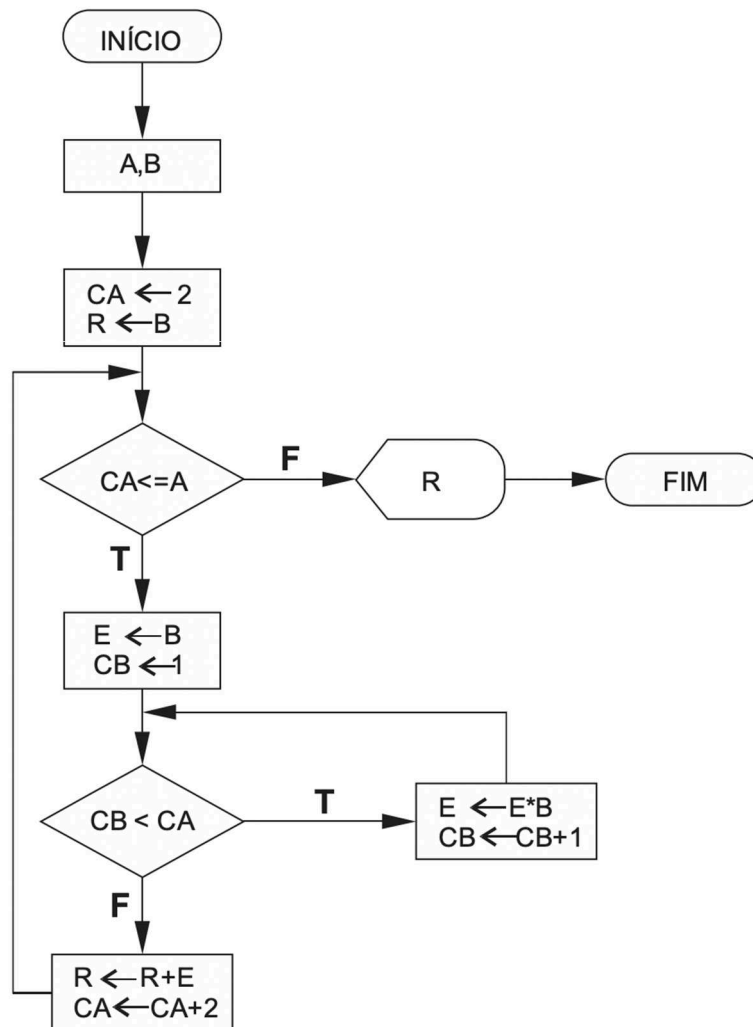 INÍCIO
A,B
CA ← 2
R ← B
CA<=A
F
R
FIM
T
E ← B
CB ← 1
CB < CA
T
E ← E*B
CB ← CB+1
F
R ← R+E
CA ← CA+2